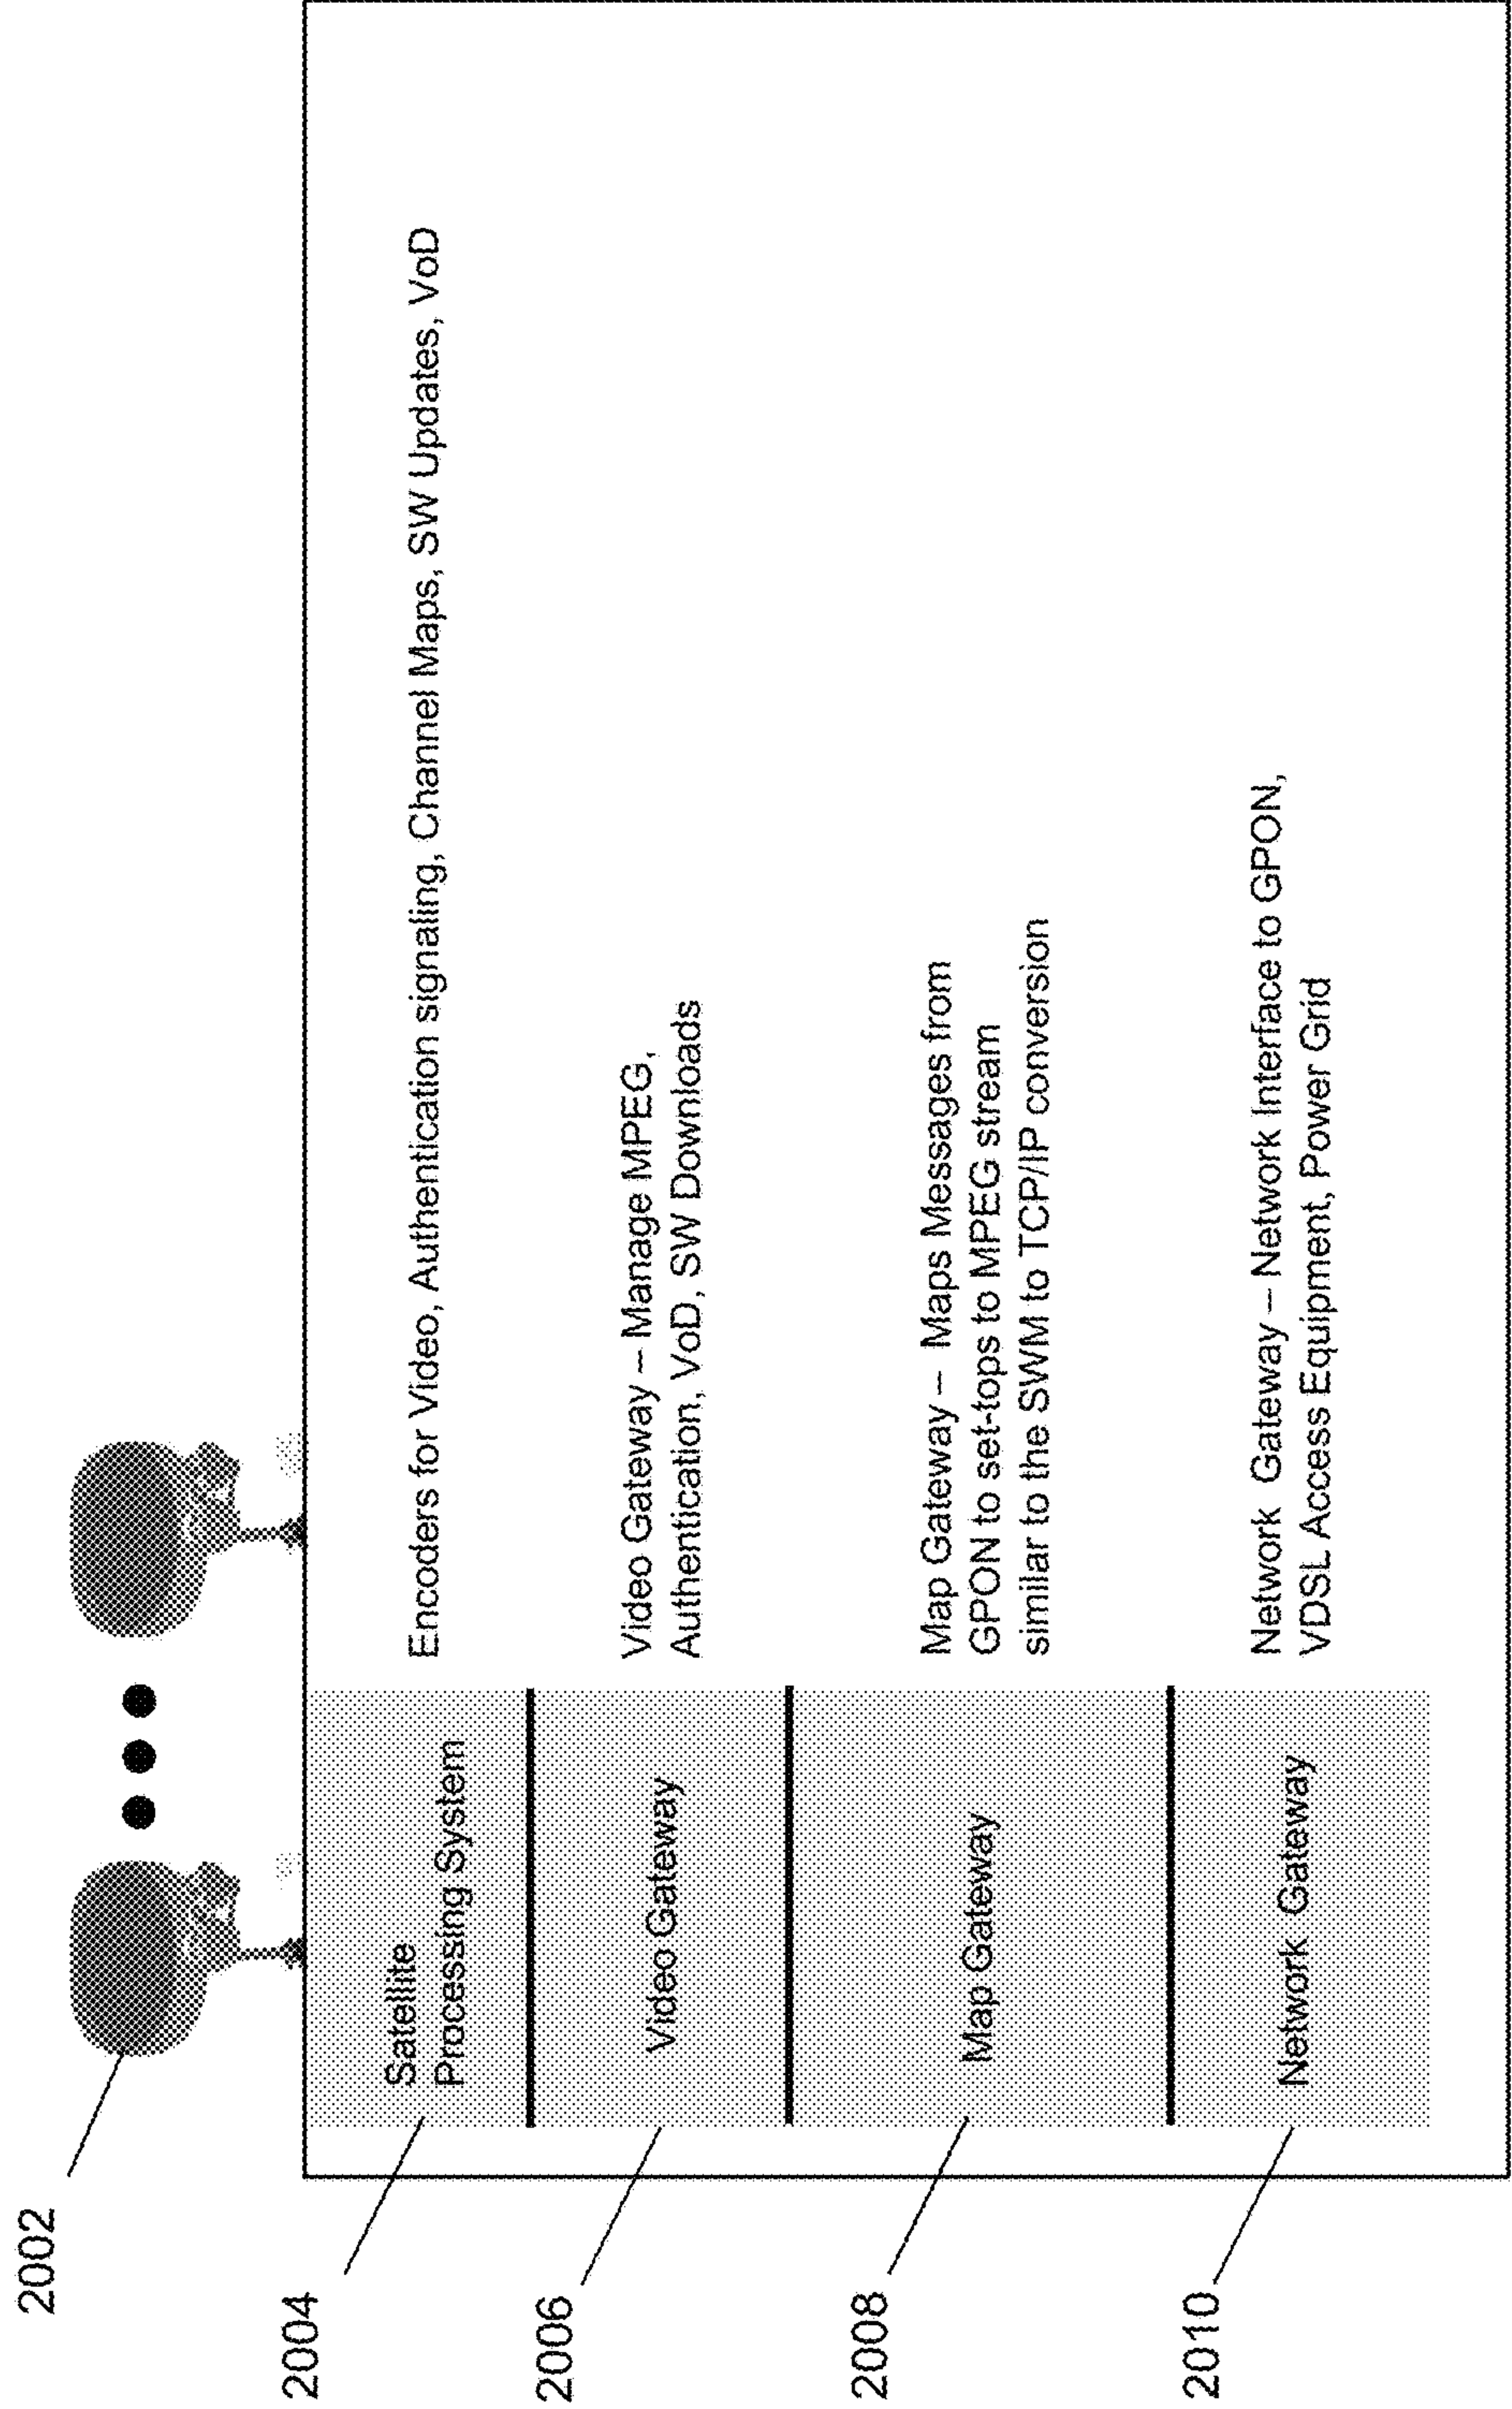 2002
2004
Satellite
Processing System
Encoders for Video, Authentication signaling, Channel Maps, SW Updates, VoD
2006
Video Gateway
Video Gateway – Manage MPEG,
Authentication, VoD, SW Downloads
2008
Map Gateway
Map Gateway – Maps Messages from
GPON to set-tops to MPEG stream
similar to the SWM to TCP/IP conversion
2010
Network Gateway
Network Gateway – Network Interface to GPON,
VDSL Access Equipment, Power Grid